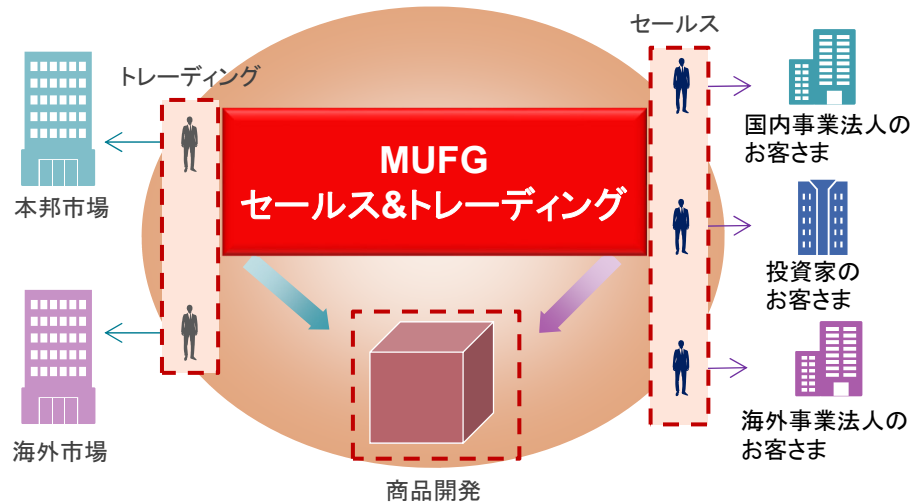 セールス
トレーディング
MUFG
セールス&トレーディング
国内事業法人の
お客さま
本邦市場
投資家の
お客さま
海外事業法人の
お客さま
海外市場
商品開発